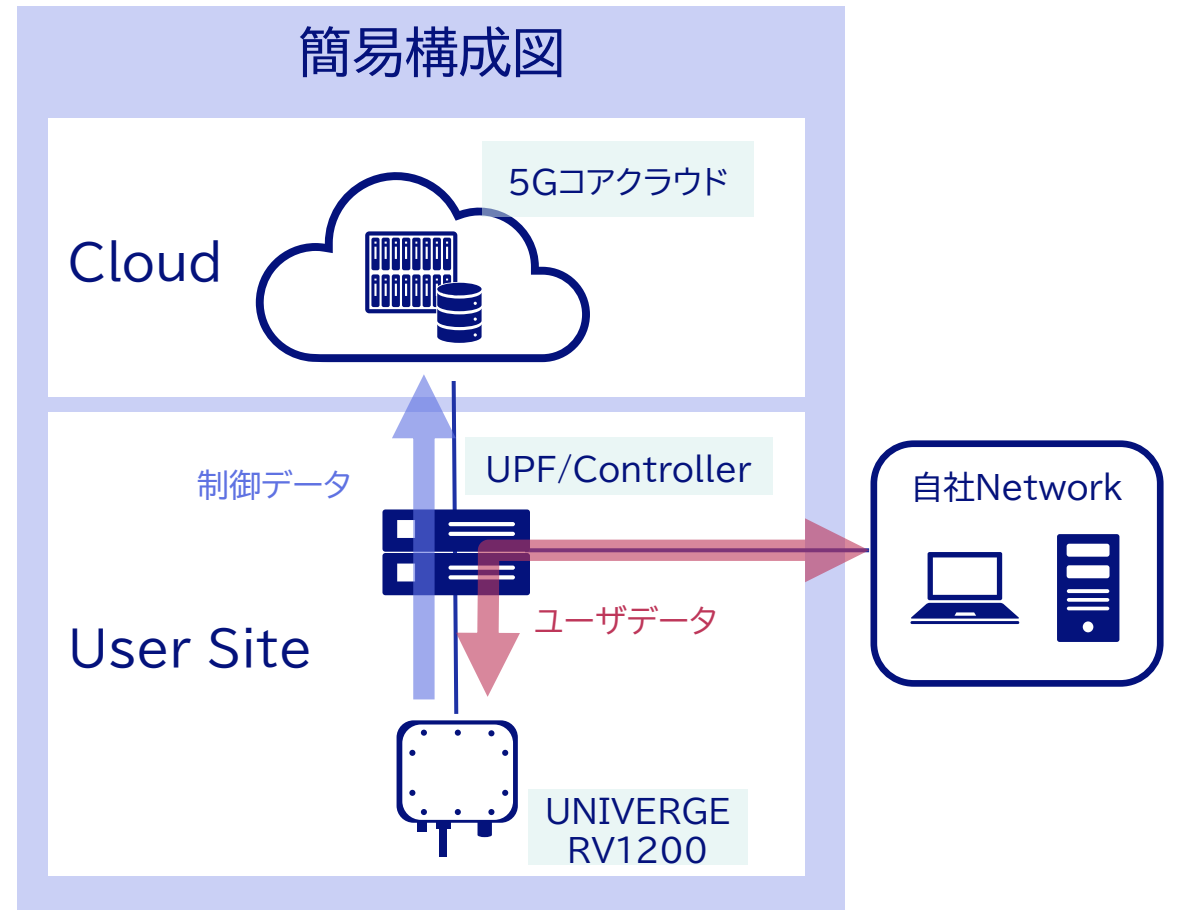 簡易構成図
5Gコアクラウド
Cloud
UPF/Controller
制御データ
自社Network
ユーザデータ
User Site
UNIVERGE
RV1200